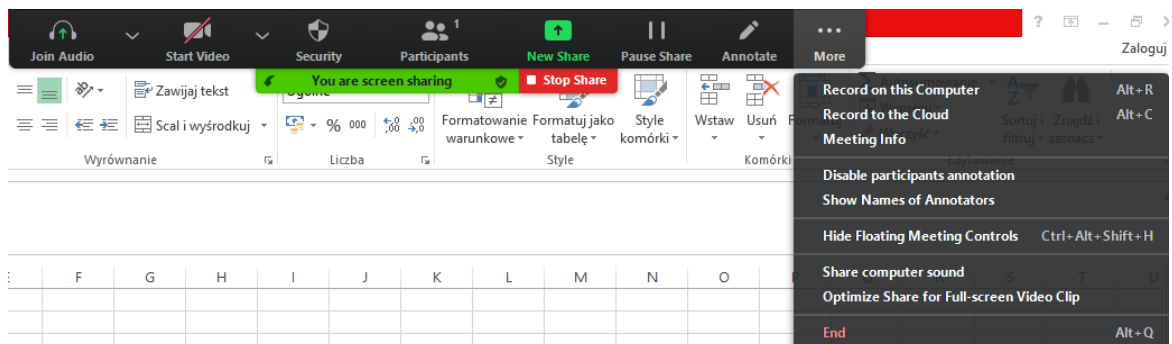 1
?
Join Audio Start Video Security Participants New Share Pause Share Annotate More
Zaloguj
You are screen sharing Stop Share
Zawijaj tekst
Record on this Computer Alt+R
Scal i wyśrodkuj
% 000
Formatowanie warunkowe
Formatuj jako tabelę
Style komórki
Wstaw Usuń
Sortuj i filtruj
Znajdź i zaznacz
Record to the Cloud Alt+C
Meeting Info
Wyrównanie Liczba Style Komórki Edytowanie
Disable participants annotation
Show Names of Annotators
Hide Floating Meeting Controls Ctrl+Alt+Shift+H
F G H I J K L M N O
Share computer sound
Optimize Share for Full-screen Video Clip
End Alt+Q